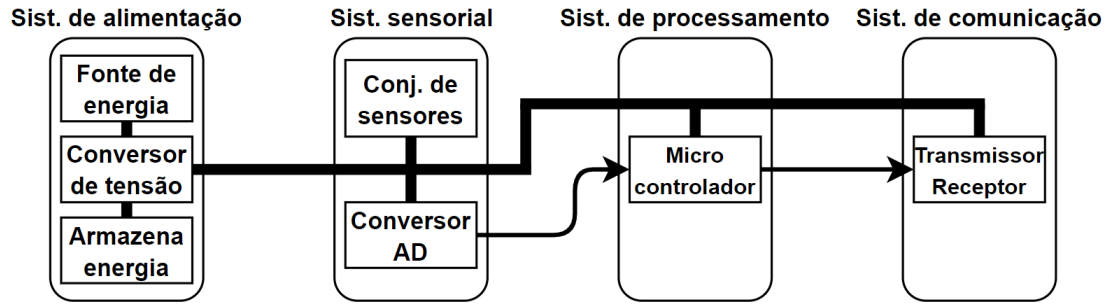 Sist. de alimentação
Fonte de
energia
Conversor
de tensão
Armazena
energia
Sist. sensorial
Conj. de
sensores
Conversor
AD
Sist. de processamento
Micro
controlador
Sist. de comunicação
Transmissor
Receptor